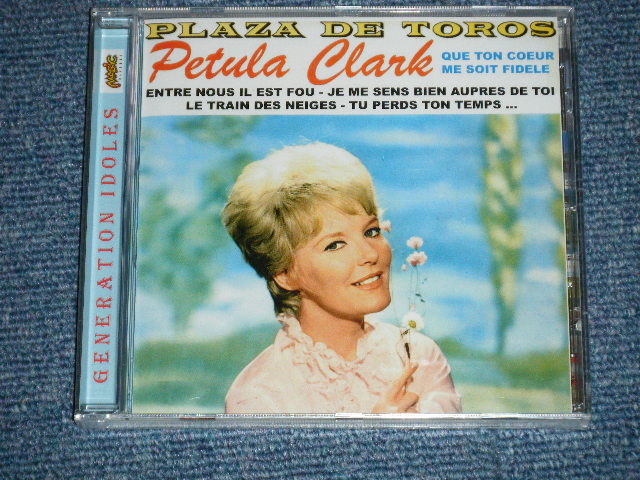 PLAZA DE TOROS
Petula Clark
QUE TON COEUR
ME SOIT FIDELE
ENTRE NOUS IL EST FOU - JE ME SENS BIEN AUPRES DE TOI
LE TRAIN DES NEIGES - TU PERDS TON TEMPS ...
GENERATION IDOLES